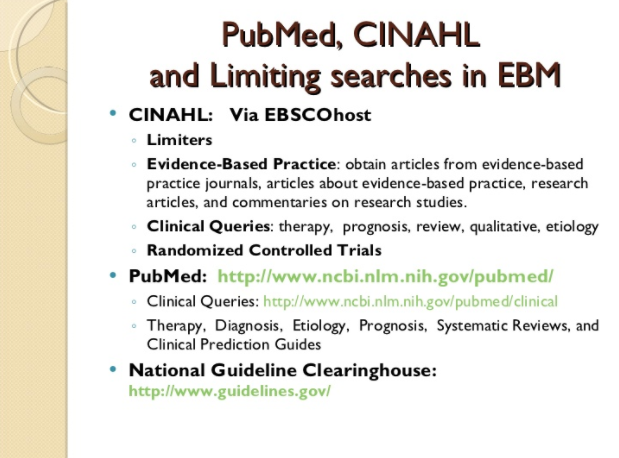 PubMed, CINAHL
and Limiting searches in EBM
• CINAHL: Via EBSCOhost
◦ Limiters
◦ Evidence-Based Practice: obtain articles from evidence-based
practice journals, articles about evidence-based practice, research
articles, and commentaries on research studies.
◦ Clinical Queries: therapy, prognosis, review, qualitative, etiology
◦ Randomized Controlled Trials
• PubMed: http://www.ncbi.nlm.nih.gov/pubmed/
◦ Clinical Queries: http://www.ncbi.nlm.nih.gov/pubmed/clinical
◦ Therapy, Diagnosis, Etiology, Prognosis, Systematic Reviews, and
Clinical Prediction Guides
• National Guideline Clearinghouse:
http://www.guidelines.gov/